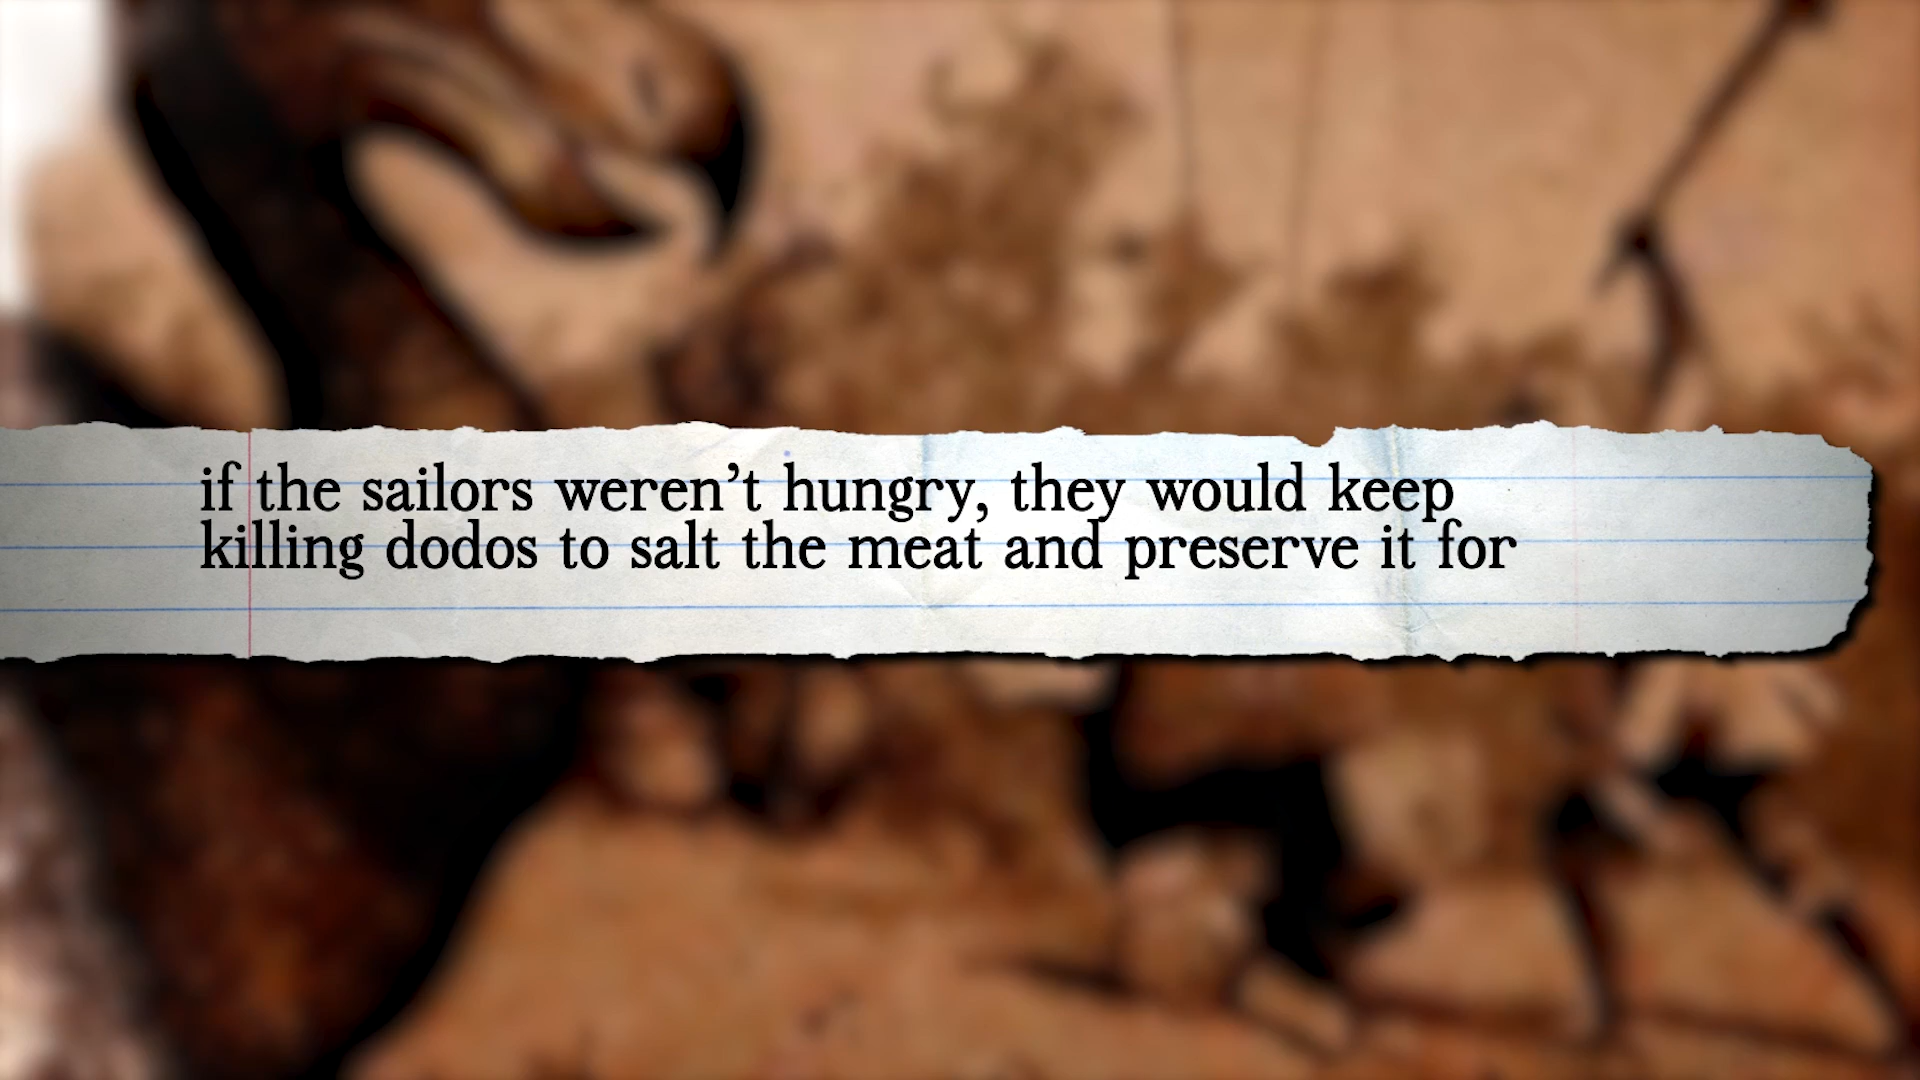 if the sailors weren’t hungry, they would keep
killing dodos to salt the meat and preserve it for